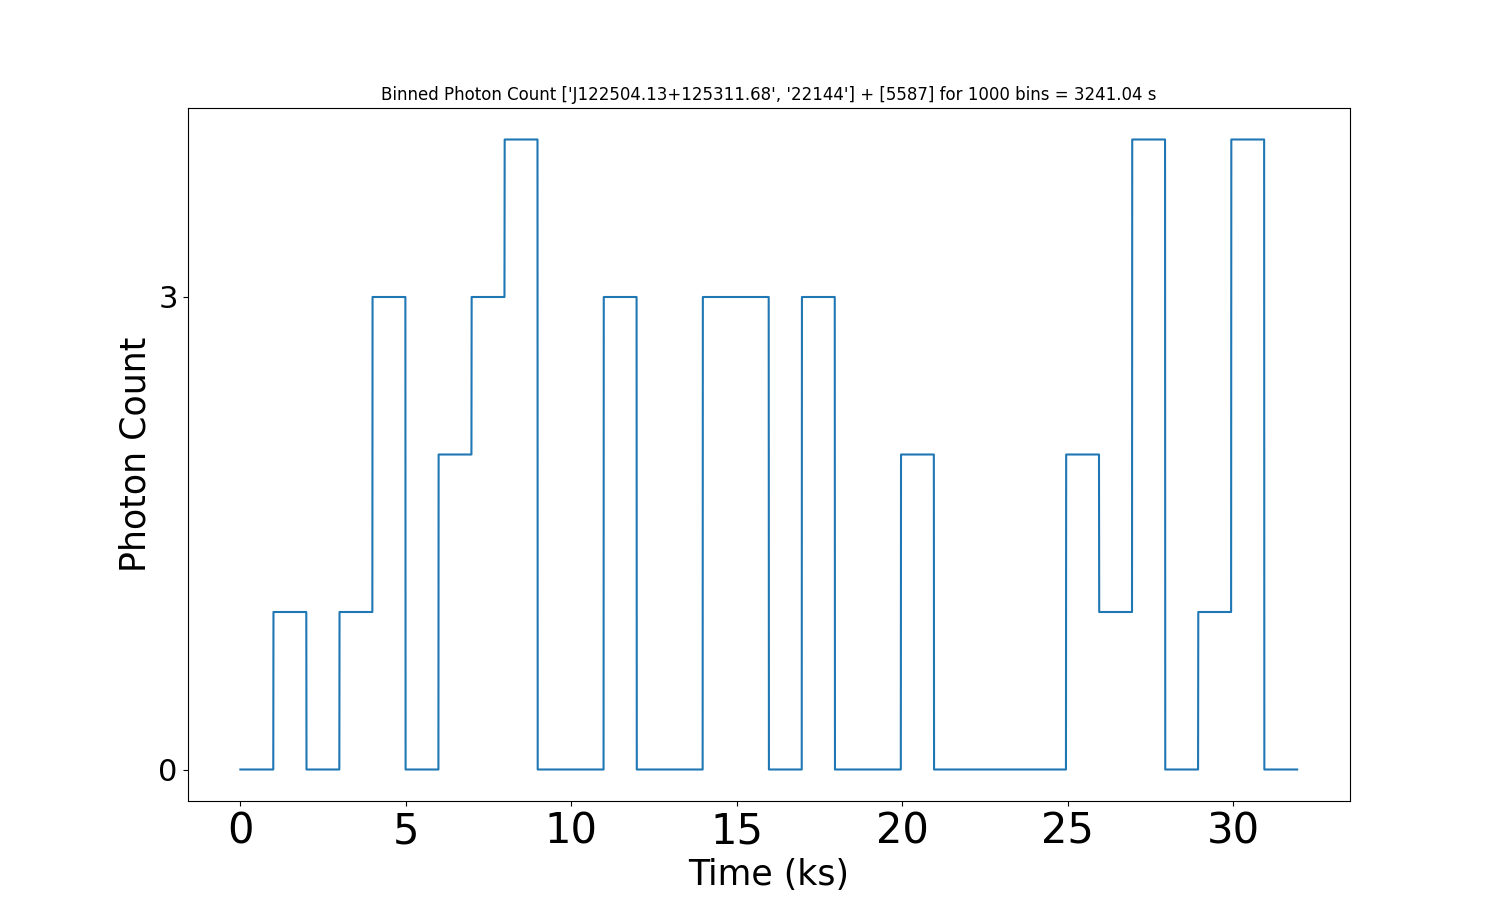 Binned Photon Count ['J122504.13+125311.68', '22144'] + [5587] for 1000 bins = 3241.04 s
3
Photon Count
0
0 5 10 15 20 25 30
Time (ks)